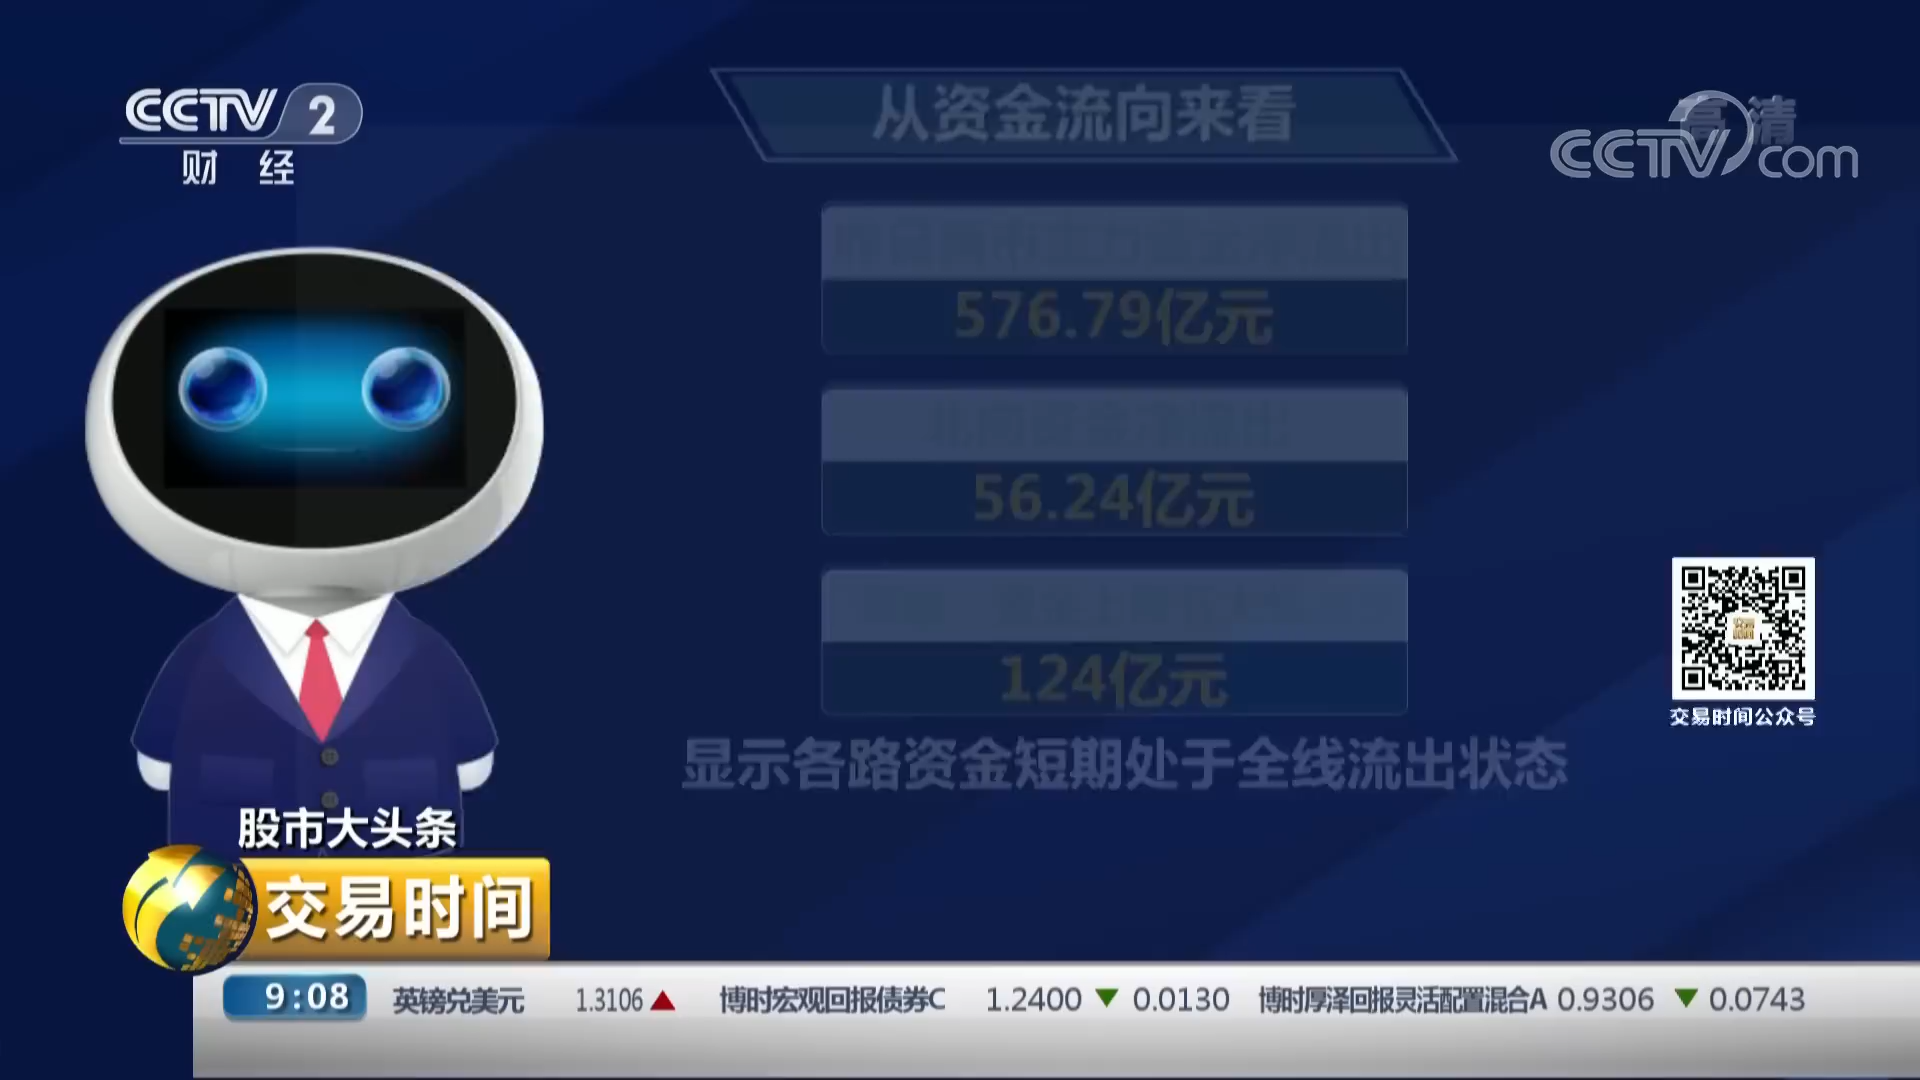 CCTV 2
财 经
从资金流向来看
高清
CCTV.com
576.79亿元
56.24亿元
124亿元
显示各路资金短期处于全线流出状态
交易时间公众号
股市大头条
交易时间
9:08 英镑兑美元 1.3106 ▲ 博时宏观回报债券C 1.2400 ▼ 0.0130 博时厚泽回报灵活配置混合A 0.9306 ▼ 0.0743